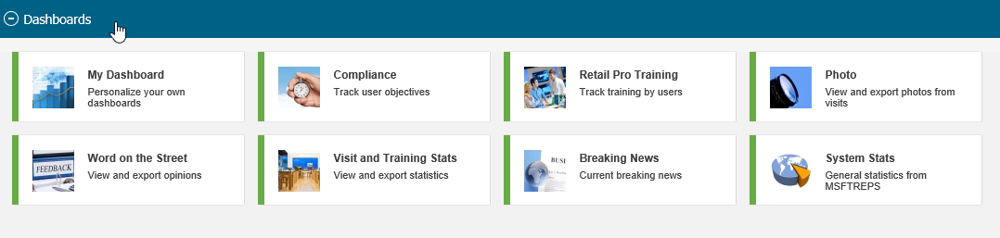 Dashboards
My Dashboard
Personalize your own
dashboards
Compliance
Track user objectives
Retail Pro Training
Track training by users
Photo
View and export photos from
visits
FEEDBACK
Word on the Street
View and export opinions
Visit and Training Stats
View and export statistics
BUSI
Breaking News
Current breaking news
System Stats
General statistics from
MSFTREPS